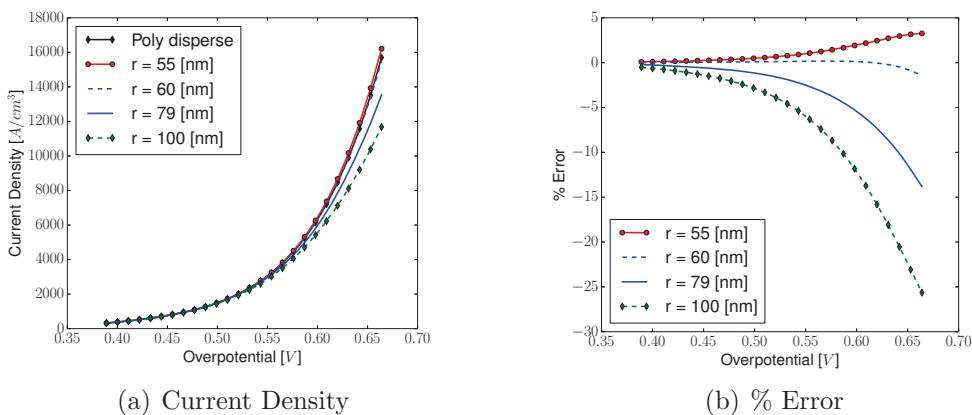 18000
16000
14000
12000
10000
8000
6000
4000
2000
0
Current Density [A/cm³]
Poly disperse
r = 55 [nm]
r = 60 [nm]
r = 79 [nm]
r = 100 [nm]
0.35 0.40 0.45 0.50 0.55 0.60 0.65 0.70
Overpotential [V]
(a) Current Density
5
0
−5
−10
−15
−20
−25
−30
% Error
r = 55 [nm]
r = 60 [nm]
r = 79 [nm]
r = 100 [nm]
0.35 0.40 0.45 0.50 0.55 0.60 0.65 0.70
Overpotential [V]
(b) % Error